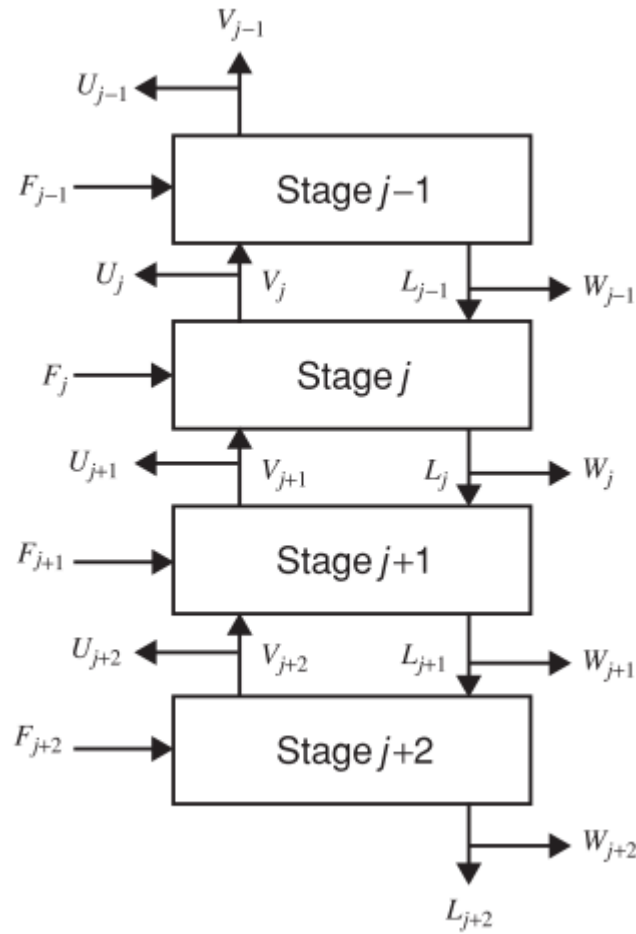 V_{j-1}
U_{j-1}
F_{j-1} Stage j-1
U_j V_j L_{j-1} W_{j-1}
F_j Stage j
U_{j+1} V_{j+1} L_j W_j
F_{j+1} Stage j+1
U_{j+2} V_{j+2} L_{j+1} W_{j+1}
F_{j+2} Stage j+2
W_{j+2}
L_{j+2}